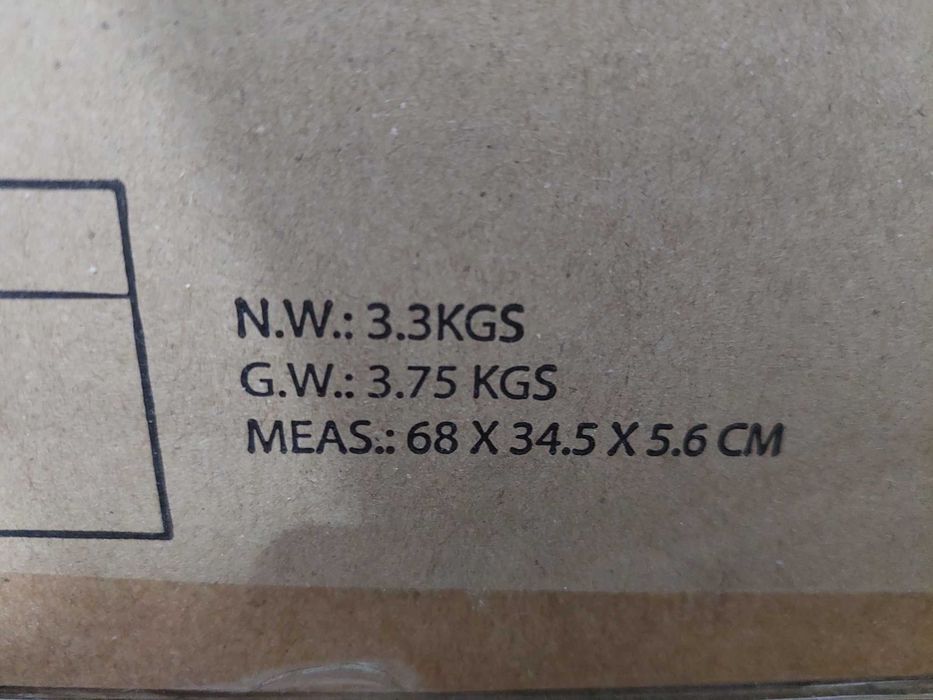 N.W.: 3.3KGS
G.W.: 3.75 KGS
MEAS.: 68 X 34.5 X 5.6 CM